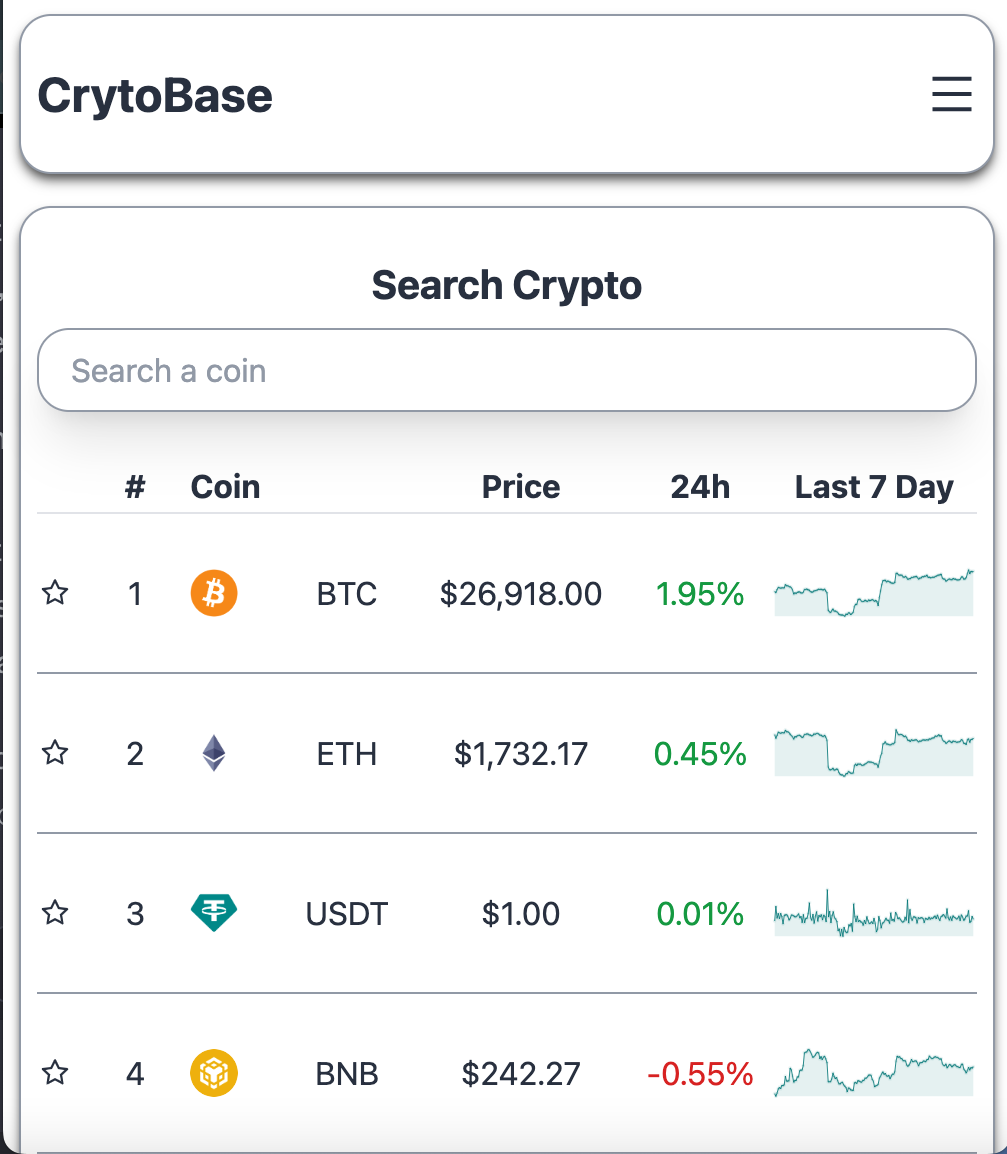 CrytoBase
Search Crypto
Search a coin
# Coin Price 24h Last 7 Day
1 BTC $26,918.00 1.95%
2 ETH $1,732.17 0.45%
3 USDT $1.00 0.01%
4 BNB $242.27 -0.55%